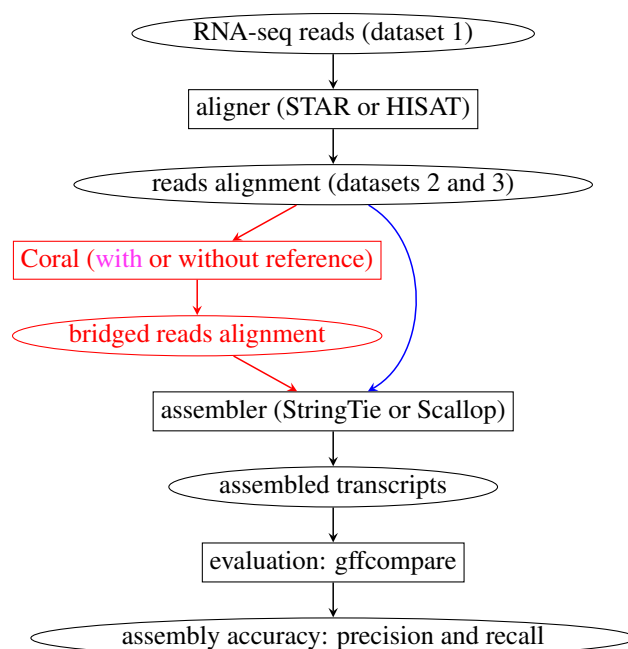 RNA-seq reads (dataset 1)
aligner (STAR or HISAT)
reads alignment (datasets 2 and 3)
Coral (with or without reference)
bridged reads alignment
assembler (StringTie or Scallop)
assembled transcripts
evaluation: gffcompare
assembly accuracy: precision and recall